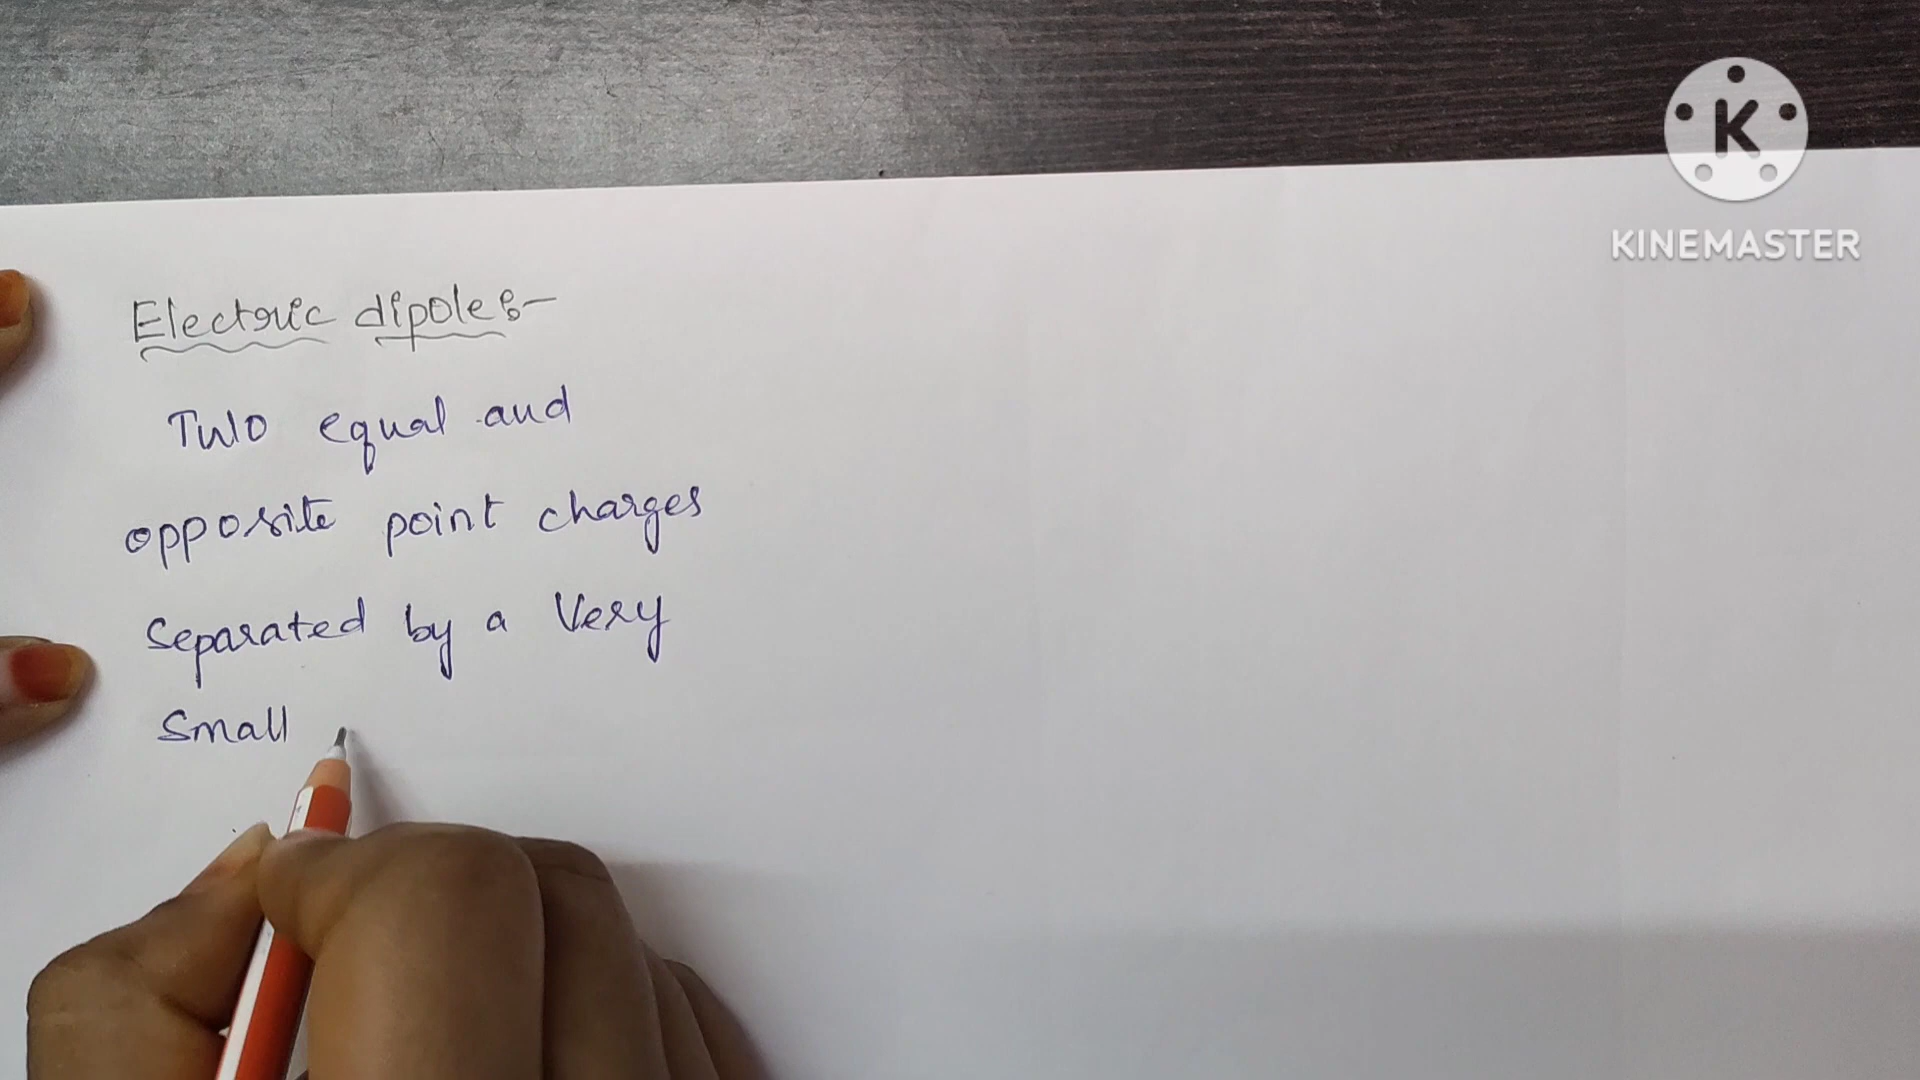 KINEMASTER
Electric dipole:-
Two equal and
opposite point charges
Separated by a Very
Small